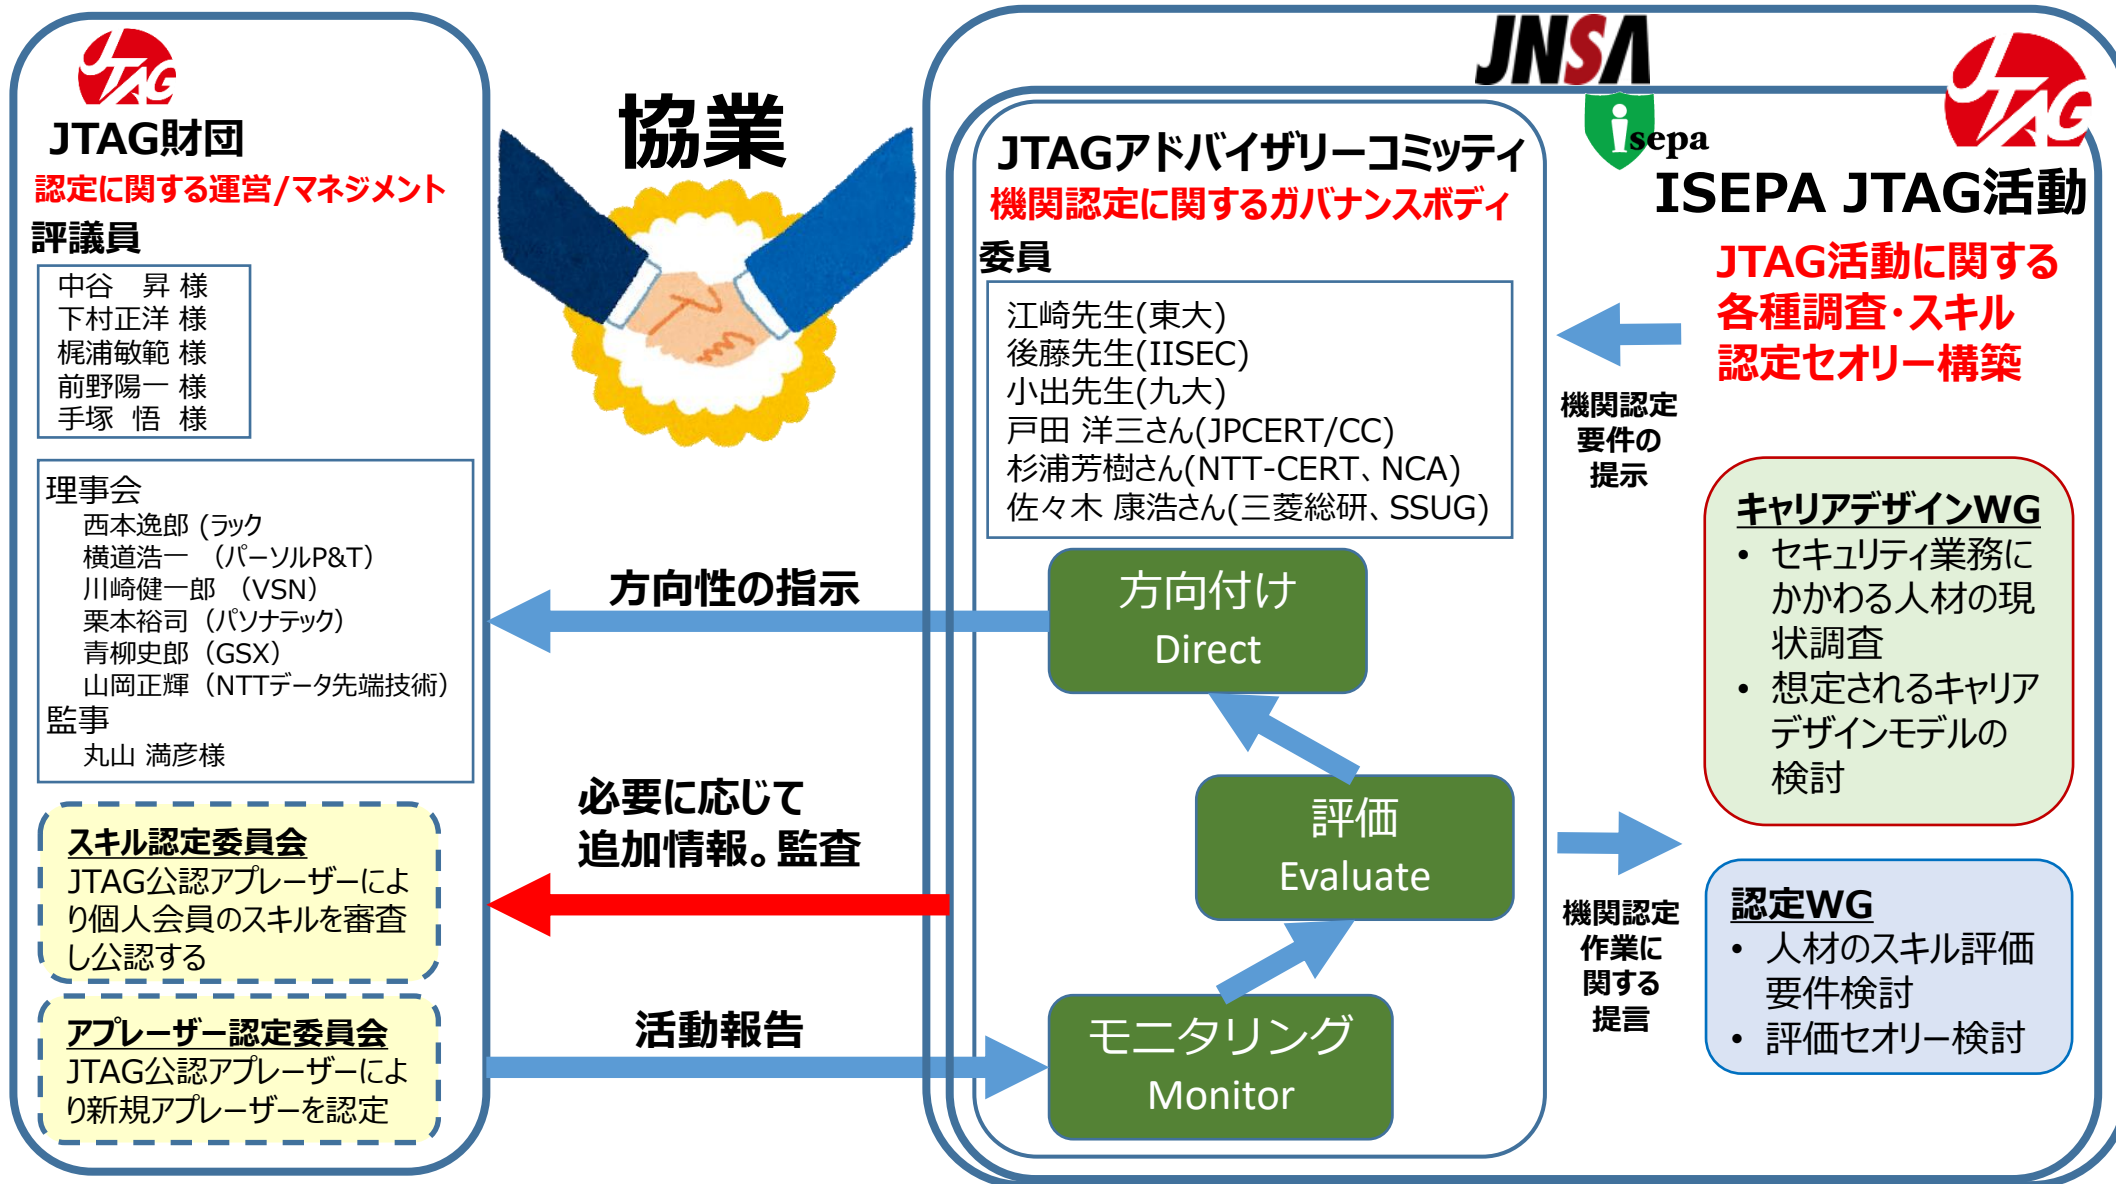 JTAG
JTAG財団
認定に関する運営/マネジメント
評議員
中谷　昇 様
下村正洋 様
梶浦敏範 様
前野陽一 様
手塚 悟 様
理事会
西本逸郎 (ラック
横道浩一 （パーソルP&T）
川崎健一郎 （VSN）
栗本裕司（パソナテック）
青柳史郎（GSX）
山岡正輝（NTTデータ先端技術）
監事
丸山 満彦様
スキル認定委員会
JTAG公認アプレーザーによ
り個人会員のスキルを審査
し公認する
アプレーザー認定委員会
JTAG公認アプレーザーによ
り新規アプレーザーを認定
協業
方向性の指示
必要に応じて
追加情報。監査
活動報告
JNSA
isepa
JTAG
JTAGアドバイザリーコミッティ
機関認定に関するガバナンスボディ
委員
江崎先生(東大)
後藤先生(IISEC)
小出先生(九大)
戸田 洋三さん(JPCERT/CC)
杉浦芳樹さん(NTT-CERT、NCA)
佐々木 康浩さん(三菱総研、SSUG)
方向付け
Direct
評価
Evaluate
モニタリング
Monitor
ISEPA JTAG活動
JTAG活動に関する
各種調査・スキル
認定セオリー構築
機関認定
要件の
提示
キャリアデザインWG
• セキュリティ業務に
かかわる人材の現
状調査
• 想定されるキャリア
デザインモデルの
検討
機関認定
作業に
関する
提言
認定WG
• 人材のスキル評価
要件検討
• 評価セオリー検討